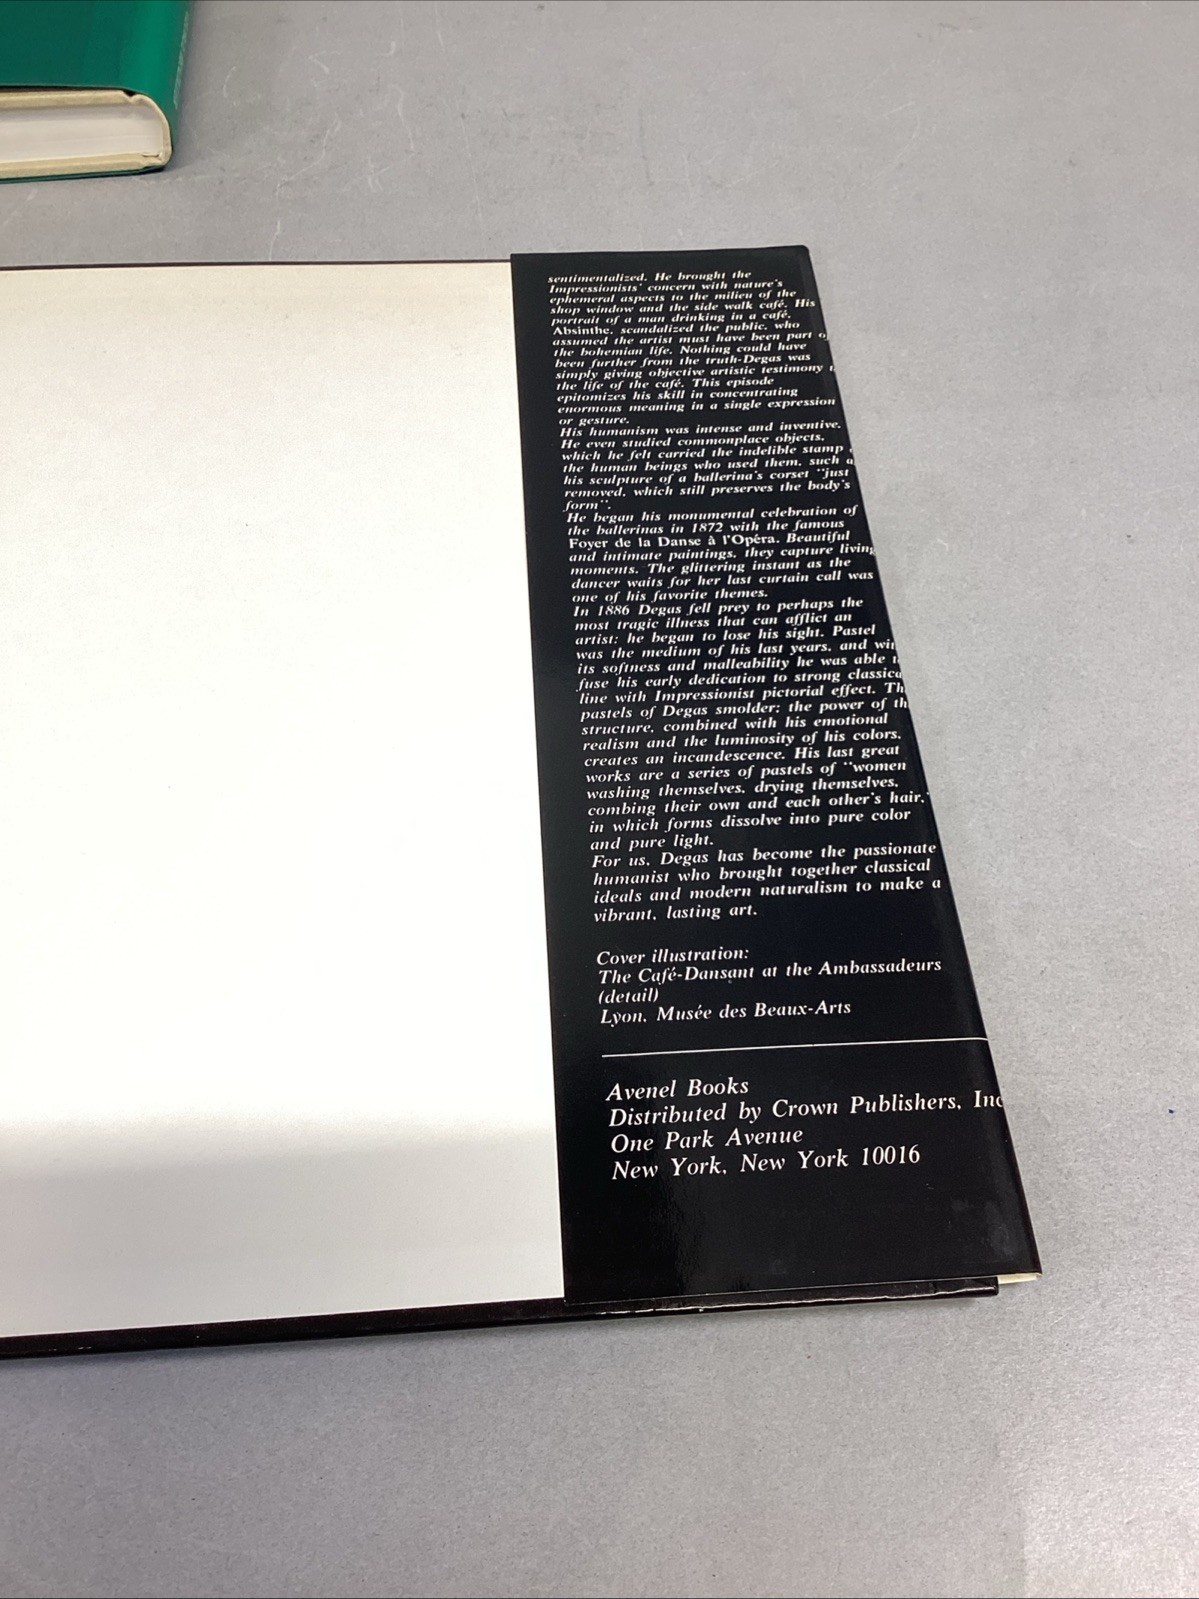 sentimentalized. He brought the
Impressionists' concern with nature's
ephemeral aspects to the milieu of the
shop window and the side walk café. His
portrait of a man drinking in a café,
Absinthe, scandalized the public, who
assumed the artist must have been part
the bohemian life. Nothing could have
been further from the truth-Degas was
simply giving objective artistic testimony
the life of the café. This episode
epitomizes his skill in concentrating
enormous meaning in a single expression
or gesture.
His humanism was intense and inventive.
He even studied commonplace objects,
which he felt carried the indelible stamp
the human beings who used them, such
his sculpture of a ballerina's corset "just
removed, which still preserves the body's
form".
He began his monumental celebration of
the ballerinas in 1872 with the famous
Foyer de la Danse à l'Opéra. Beautiful
and intimate paintings, they capture living
moments. The glittering instant as the
dancer waits for her last curtain call was
one of his favorite themes.
In 1886 Degas fell prey to perhaps the
most tragic illness that can afflict an
artist: he began to lose his sight. Pastel
was the medium of his last years, and
its softness and malleability he was able
fuse his early dedication to strong
line with Impressionist pictorial effect.
pastels of Degas smolder: the power of
structure, combined with his emotional
realism and the luminosity of his colors,
creates an incandescence. His last great
works are a series of pastels of "women
washing themselves, drying themselves,
combing their own and each other's hair,"
in which forms dissolve into pure color
and pure light.
For us, Degas has become the passionate
humanist who brought together classical
ideals and modern naturalism to make a
vibrant, lasting art.
Cover illustration:
The Café-Dansant at the Ambassadeurs
(detail)
Lyon, Musée des Beaux-Arts
Avenel Books
Distributed by Crown Publishers, Inc
One Park Avenue
New York, New York 10016